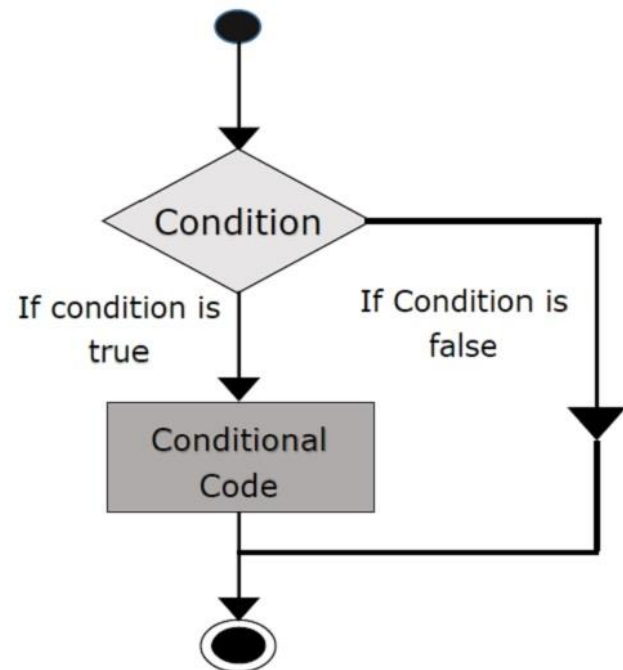 Condition
If condition is
true
If Condition is
false
Conditional
Code